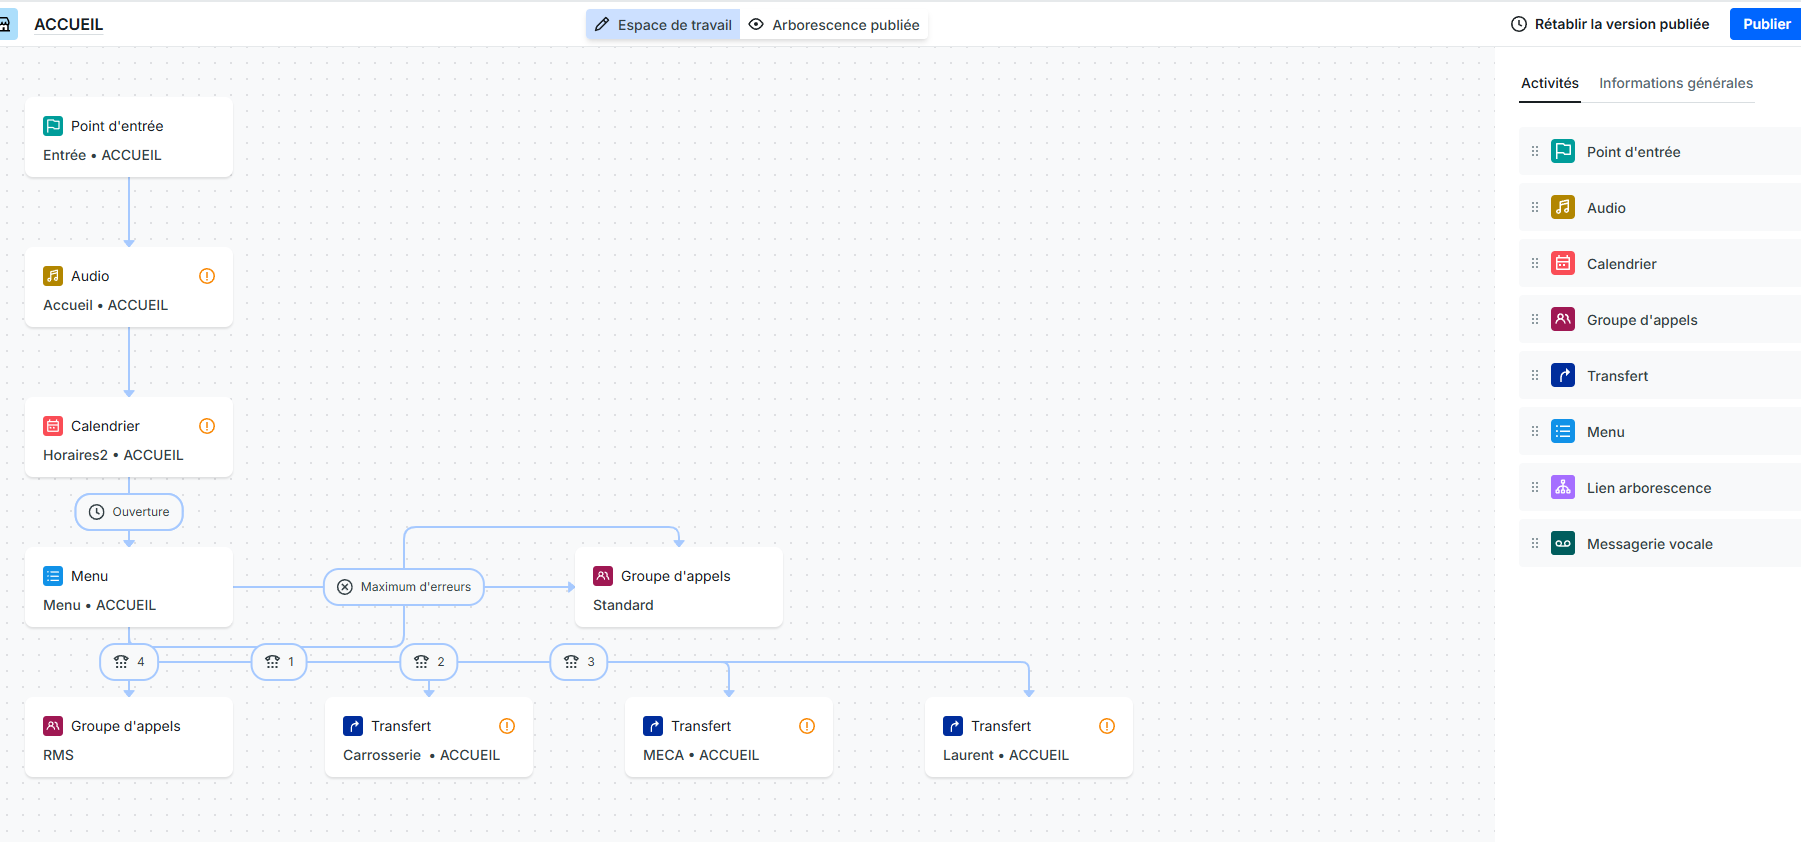 ACCUEIL
Espace de travail
Arborescence publiée
Rétablir la version publiée
Publier
Activités
Informations générales
Point d'entrée
Entrée • ACCUEIL
Audio
Accueil • ACCUEIL
Calendrier
Horaires2 • ACCUEIL
Ouverture
Menu
Menu • ACCUEIL
Maximum d'erreurs
Groupe d'appels
Standard
4
1
2
3
Groupe d'appels
RMS
Transfert
Carrosserie • ACCUEIL
Transfert
MECA • ACCUEIL
Transfert
Laurent • ACCUEIL
Point d'entrée
Audio
Calendrier
Groupe d'appels
Transfert
Menu
Lien arborescence
Messagerie vocale